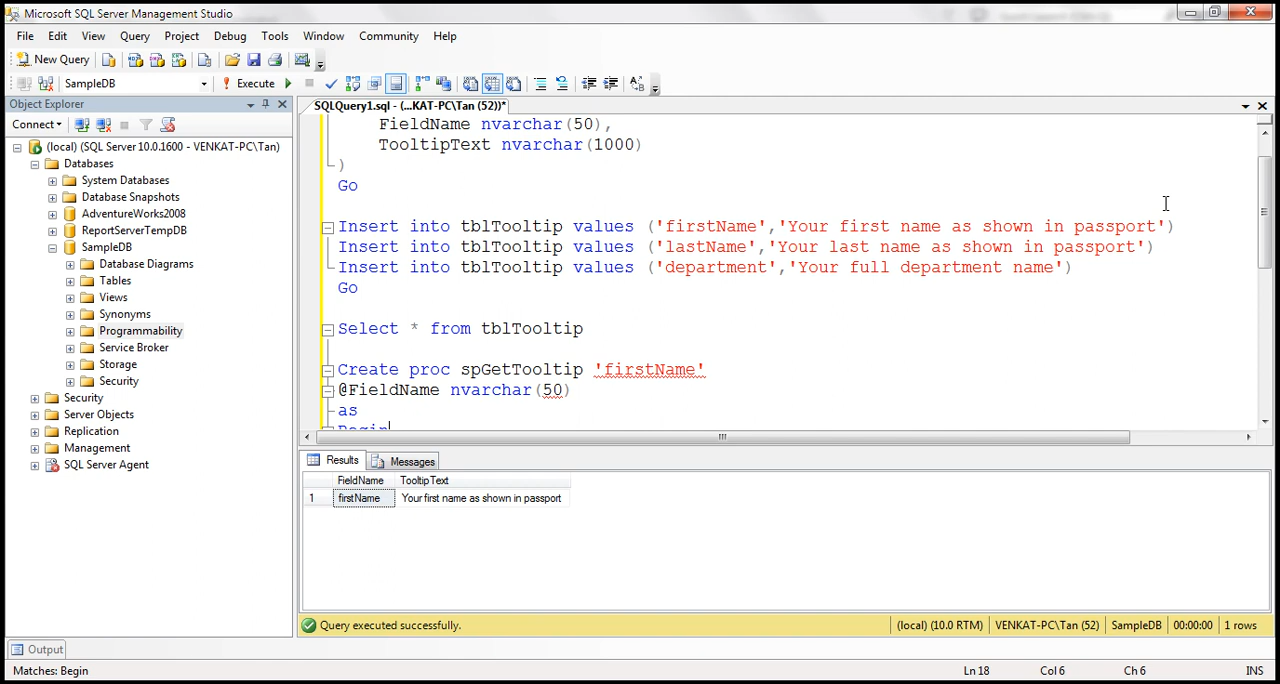 Microsoft SQL Server Management Studio
File Edit View Query Project Debug Tools Window Community Help
New Query
SampleDB Execute
Object Explorer
SQLQuery1.sql - (...KAT-PC\Tan (52))*
Connect
(local) (SQL Server 10.0.1600 - VENKAT-PC\Tan)
Databases
System Databases
Database Snapshots
AdventureWorks2008
ReportServerTempDB
SampleDB
Database Diagrams
Tables
Views
Synonyms
Programmability
Service Broker
Storage
Security
Security
Server Objects
Replication
Management
SQL Server Agent
FieldName nvarchar(50),
TooltipText nvarchar(1000)
)
Go
Insert into tblTooltip values ('firstName','Your first name as shown in passport')
Insert into tblTooltip values ('lastName','Your last name as shown in passport')
Insert into tblTooltip values ('department','Your full department name')
Go
Select * from tblTooltip
Create proc spGetTooltip 'firstName'
@FieldName nvarchar(50)
as
Begin
Results Messages
FieldName TooltipText
1 firstName Your first name as shown in passport
Query executed successfully. (local) (10.0 RTM) VENKAT-PC\Tan (52) SampleDB 00:00:00 1 rows
Output
Matches: Begin Ln 18 Col 6 Ch 6 INS